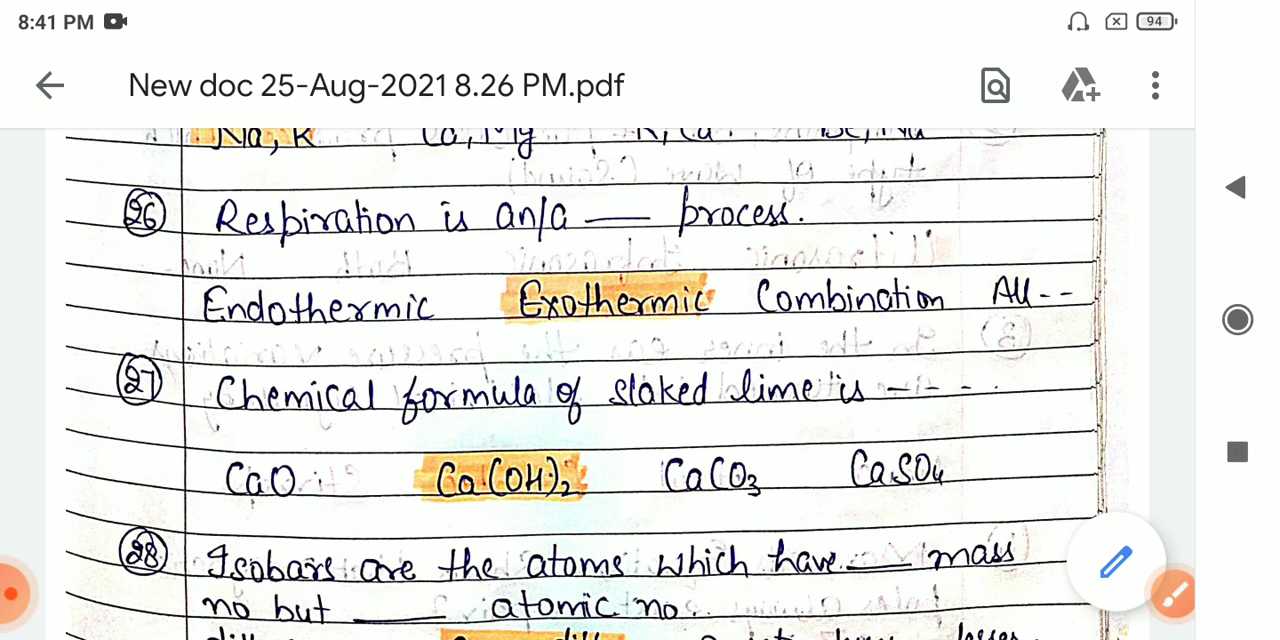 8:41 PM
94
New doc 25-Aug-2021 8.26 PM.pdf
Na, K Ca, Mg K, Ca
26 Respiration is an/a —— process.
Endothermic Exothermic Combination All --
27 Chemical formula of slaked lime is -----.
CaO Ca(OH)₂ CaCO₃ CaSO₄
28 Isobars are the atoms which have —— mass
no but —— atomic no.